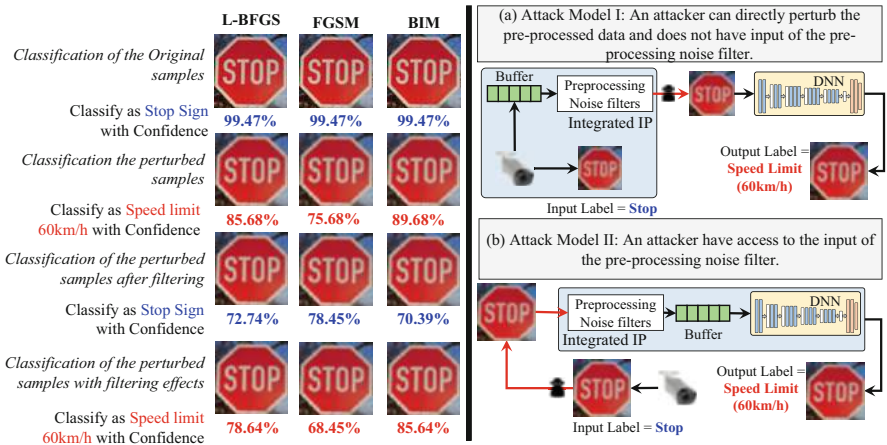 L-BFGS FGSM BIM
Classification of the Original
samples
STOP STOP STOP
Classify as Stop Sign
with Confidence
99.47% 99.47% 99.47%
Classification the perturbed
samples
STOP STOP STOP
Classify as Speed limit
60km/h with Confidence
85.68% 75.68% 89.68%
Classification of the perturbed
samples after filtering
STOP STOP STOP
Classify as Stop Sign
with Confidence
72.74% 78.45% 70.39%
Classification of the perturbed
samples with filtering effects
STOP STOP STOP
Classify as Speed limit
60km/h with Confidence
78.64% 68.45% 85.64%
(a) Attack Model I: An attacker can directly perturb the
pre-processed data and does not have input of the pre-
processing noise filter.
Buffer
Preprocessing
Noise filters
Integrated IP
STOP
DNN
STOP
Input Label = Stop
Output Label =
Speed Limit
(60km/h)
STOP
(b) Attack Model II: An attacker have access to the input of
the pre-processing noise filter.
STOP
Preprocessing
Noise filters
Integrated IP
Buffer
DNN
STOP
Input Label = Stop
Output Label =
Speed Limit
(60km/h)
STOP